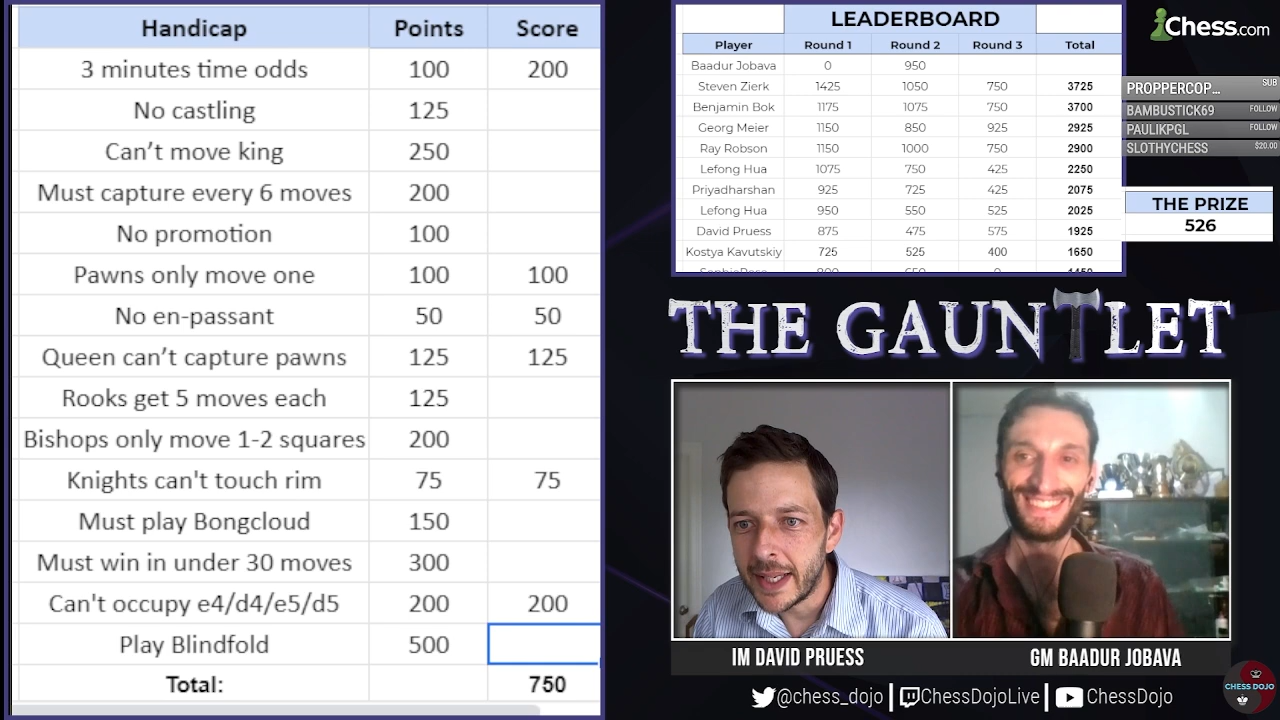 Handicap Points Score
3 minutes time odds 100 200
No castling 125
Can't move king 250
Must capture every 6 moves 200
No promotion 100
Pawns only move one 100 100
No en-passant 50 50
Queen can't capture pawns 125 125
Rooks get 5 moves each 125
Bishops only move 1-2 squares 200
Knights can't touch rim 75 75
Must play Bongcloud 150
Must win in under 30 moves 300
Can't occupy e4/d4/e5/d5 200 200
Play Blindfold 500
Total: 750
LEADERBOARD
Player Round 1 Round 2 Round 3 Total
Baadur Jobava 0 950
Steven Zierk 1425 1050 750 3725
Benjamin Bok 1175 1075 750 3700
Georg Meier 1150 850 925 2925
Ray Robson 1150 1000 750 2900
Lefong Hua 1075 750 425 2250
Priyadharshan 925 725 425 2075
Lefong Hua 950 550 525 2025
David Pruess 875 475 575 1925
Kostya Kavutskiy 725 525 400 1650
Chess.com
PROPPERCOP... SUB
BAMBUSTICK69 FOLLOW
PAULIKPGL FOLLOW
SLOTHYCHESS $20.00
THE PRIZE
526
THE GAUNTLET
IM DAVID PRUESS
GM BAADUR JOBAVA
@chess_dojo | ChessDojoLive | ChessDojo
CHESS DOJO